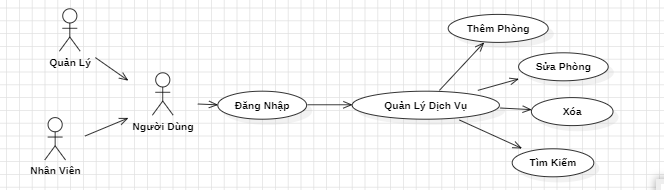 Quản Lý
Nhân Viên
Người Dùng
Đăng Nhập
Quản Lý Dịch Vụ
Thêm Phòng
Sửa Phòng
Xóa
Tìm Kiếm